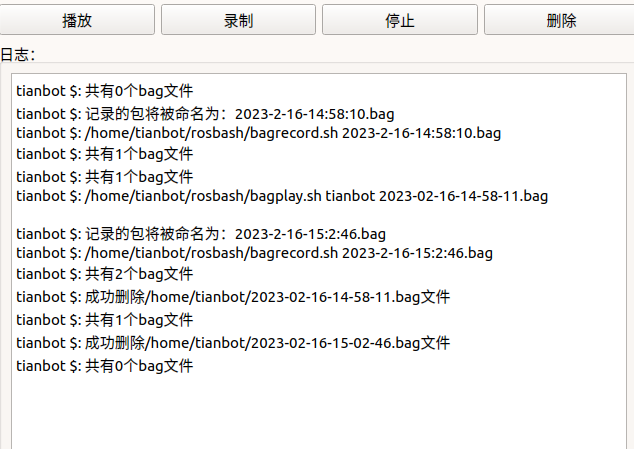 播放 录制 停止 删除
日志：
tianbot $: 共有0个bag文件
tianbot $: 记录的包将被命名为：2023-2-16-14:58:10.bag
tianbot $: /home/tianbot/rosbash/bagrecord.sh 2023-2-16-14:58:10.bag
tianbot $: 共有1个bag文件
tianbot $: 共有1个bag文件
tianbot $: /home/tianbot/rosbash/bagplay.sh tianbot 2023-02-16-14-58-11.bag
tianbot $: 记录的包将被命名为：2023-2-16-15:2:46.bag
tianbot $: /home/tianbot/rosbash/bagrecord.sh 2023-2-16-15:2:46.bag
tianbot $: 共有2个bag文件
tianbot $: 成功删除/home/tianbot/2023-02-16-14-58-11.bag文件
tianbot $: 共有1个bag文件
tianbot $: 成功删除/home/tianbot/2023-02-16-15-02-46.bag文件
tianbot $: 共有0个bag文件